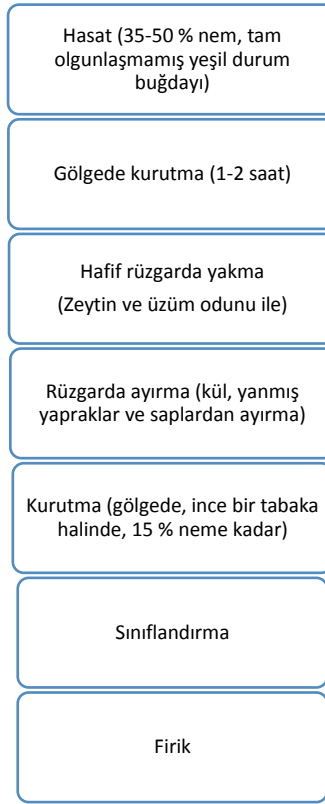 Hasat (35-50 % nem, tam
olgunlaşmamış yeşil durum
buğdayı)
Gölgede kurutma (1-2 saat)
Hafif rüzgarda yakma
(Zeytin ve üzüm odunu ile)
Rüzgarda ayırma (kül, yanmış
yapraklar ve saplardan ayırma)
Kurutma (gölgede, ince bir tabaka
halinde, 15 % neme kadar)
Sınıflandırma
Firik